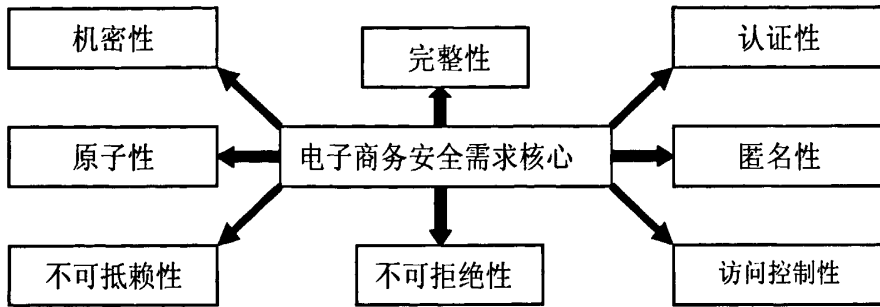 机密性
完整性
认证性
原子性
电子商务安全需求核心
匿名性
不可抵赖性
不可拒绝性
访问控制性